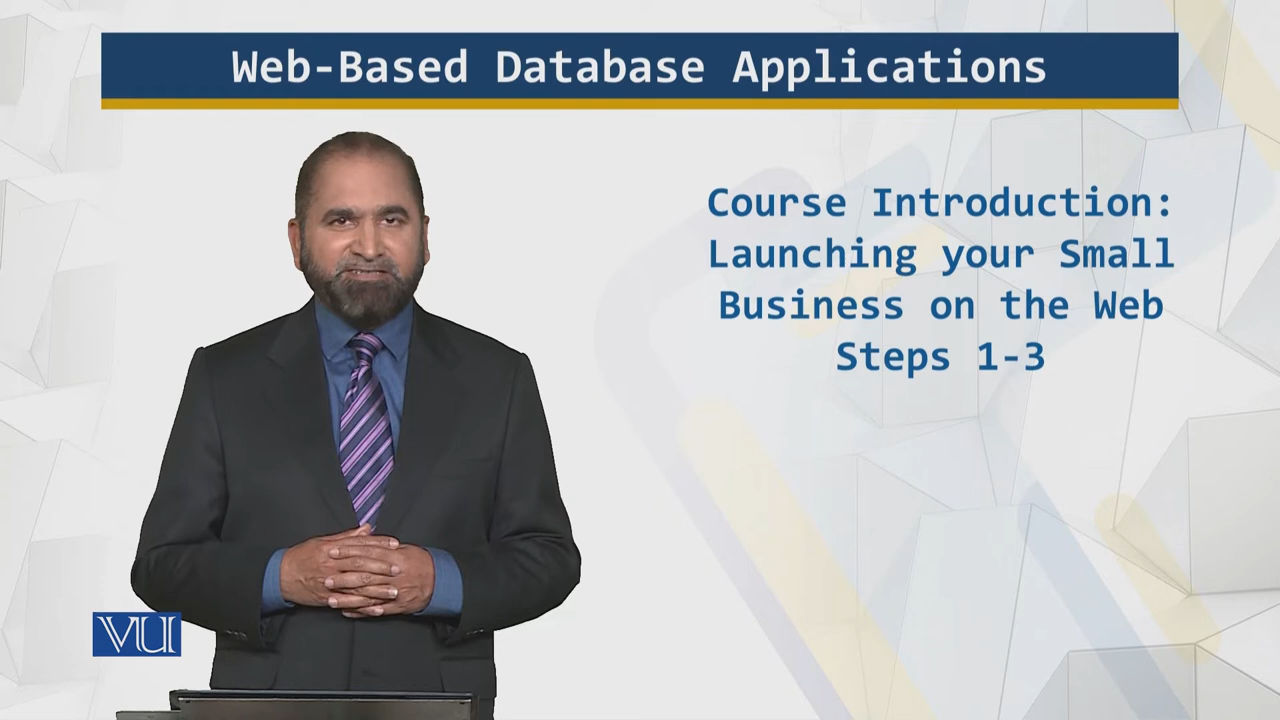 Web-Based Database Applications
Course Introduction:
Launching your Small
Business on the Web
Steps 1-3
VU